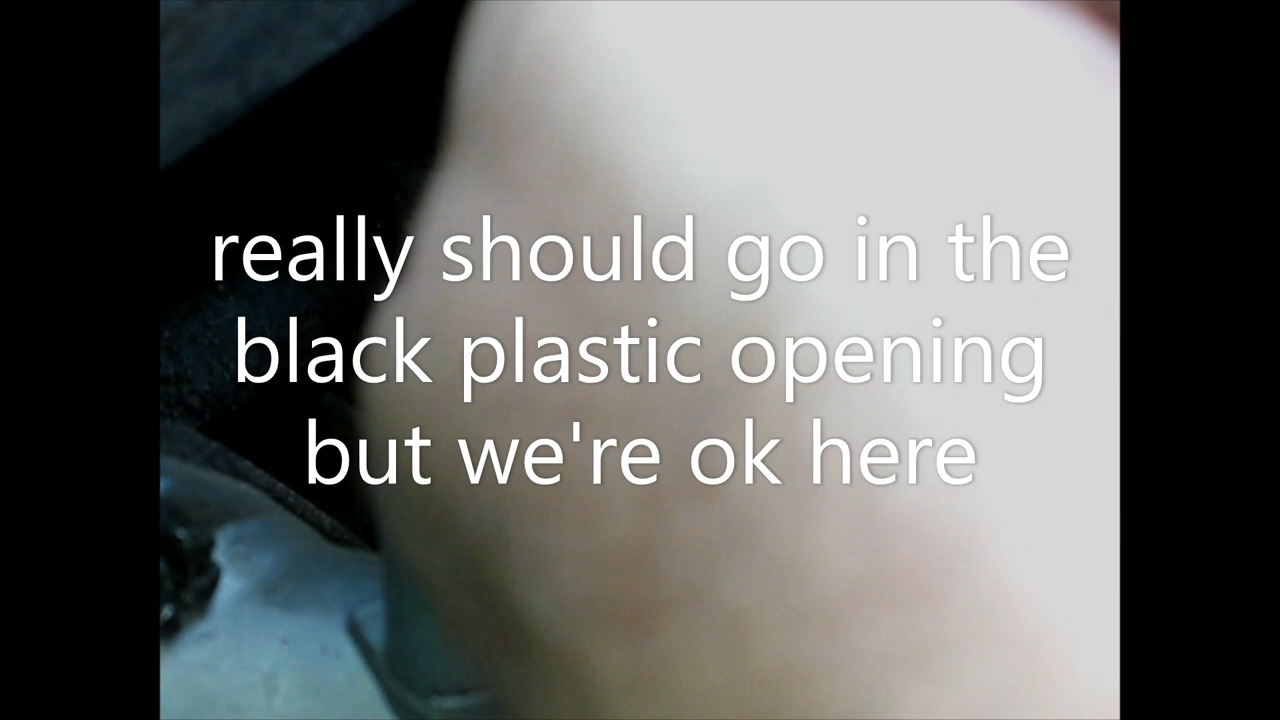 really should go in the
black plastic opening
but we're ok here